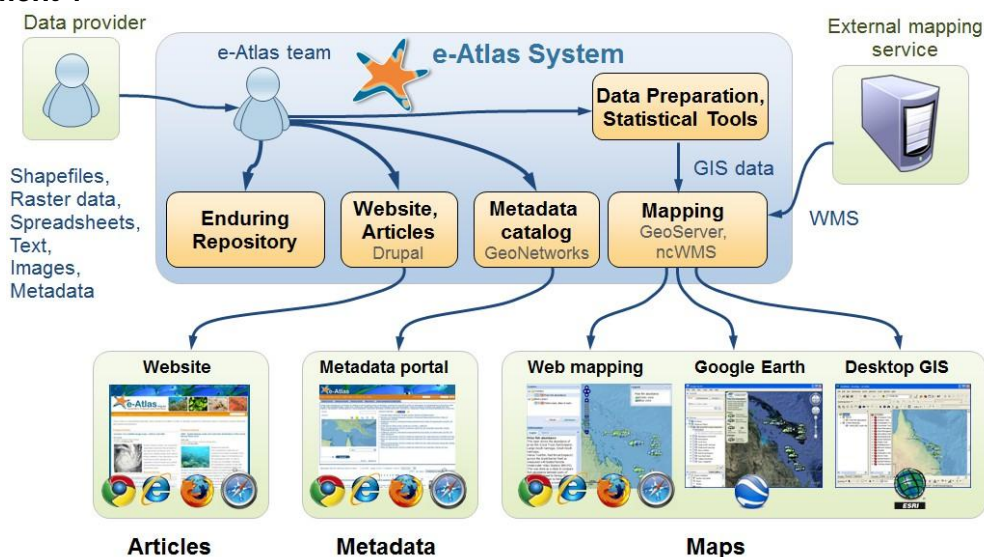 Data provider
e-Atlas team
e-Atlas System
External mapping
service
Data Preparation,
Statistical Tools
Shapefiles,
Raster data,
Spreadsheets,
Text,
Images,
Metadata
GIS data
WMS
Enduring
Repository
Website,
Articles
Drupal
Metadata
catalog
GeoNetworks
Mapping
GeoServer,
ncWMS
Website
e-Atlas
Metadata portal
Web mapping
Google Earth
Desktop GIS
ESRI
Articles
Metadata
Maps